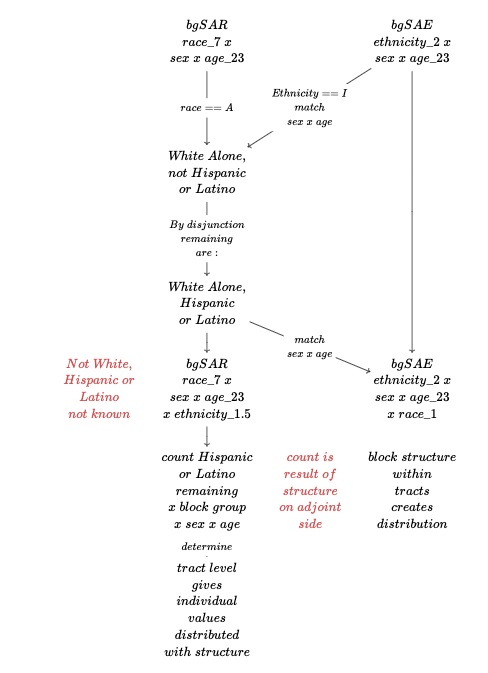 bgSAR
race_7 x
sex x age_23
bgSAE
ethnicity_2 x
sex x age_23
race == A
Ethnicity == I
match
sex x age
White Alone,
not Hispanic
or Latino
By disjunction
remaining
are :
White Alone,
Hispanic
or Latino
match
sex x age
Not White,
Hispanic or
Latino
not known
bgSAR
race_7 x
sex x age_23
x ethnicity_1.5
bgSAE
ethnicity_2 x
sex x age_23
x race_1
count Hispanic
or Latino
remaining
x block group
x sex x age
count is
result of
structure
on adjoint
side
block structure
within
tracts
creates
distribution
determine
tract level
gives
individual
values
distributed
with structure